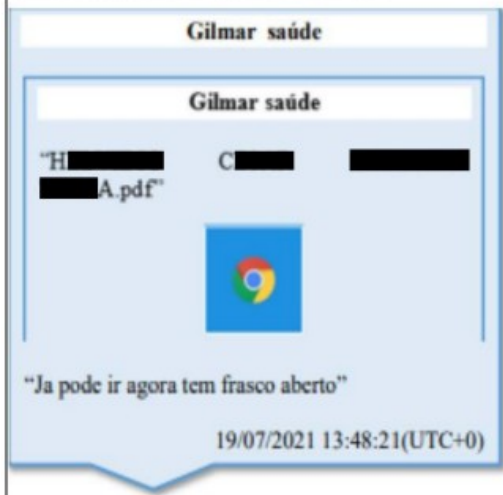 Gilmar saúde
Gilmar saúde
“H C
A.pdf”
“Ja pode ir agora tem frasco aberto”
19/07/2021 13:48:21(UTC+0)